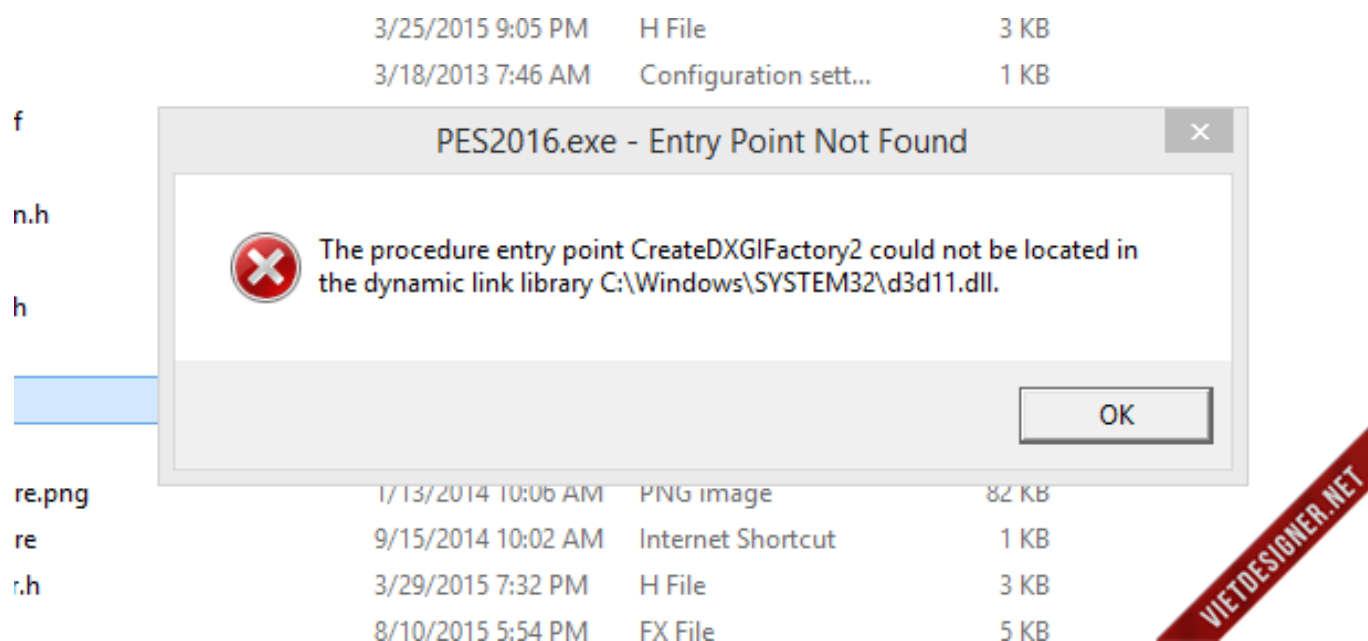 3/25/2015 9:05 PM H File 3 KB
3/18/2013 7:46 AM Configuration sett... 1 KB
f
PES2016.exe - Entry Point Not Found
n.h
The procedure entry point CreateDXGIFactory2 could not be located in
the dynamic link library C:\Windows\SYSTEM32\d3d11.dll.
h
OK
re.png 1/13/2014 10:06 AM PNG image 82 KB
re 9/15/2014 10:02 AM Internet Shortcut 1 KB
r.h 3/29/2015 7:32 PM H File 3 KB
8/10/2015 5:54 PM FX File 5 KB
VIETDESIGNER.NET